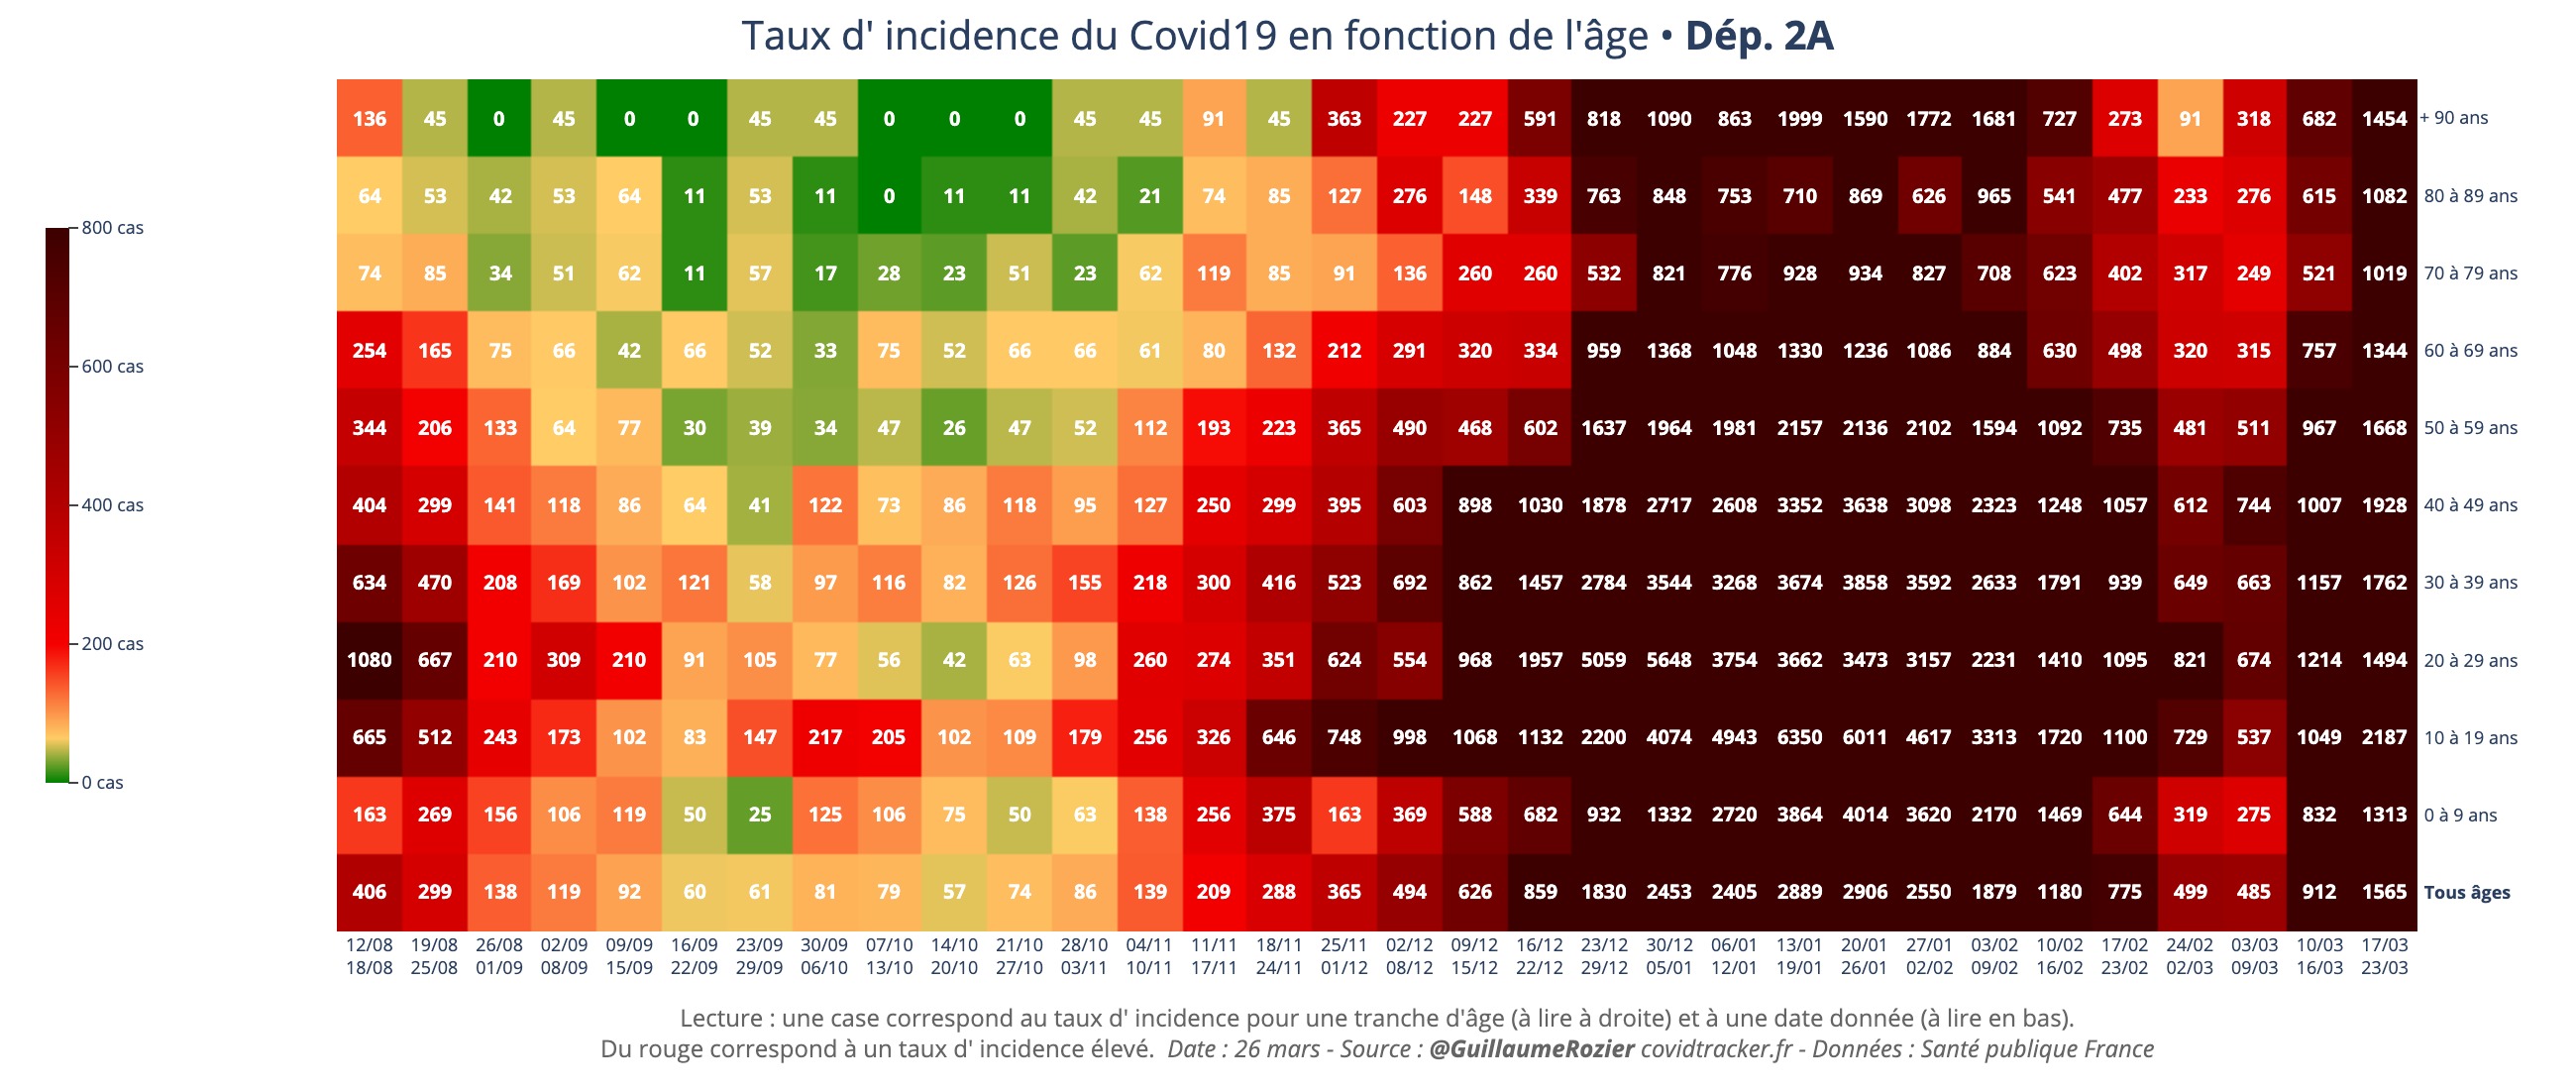 Taux d' incidence du Covid19 en fonction de l'âge • Dép. 2A
800 cas
600 cas
400 cas
200 cas
0 cas
136 45 0 45 0 0 45 45 0 0 0 45 45 91 45 363 227 227 591 818 1090 863 1999 1590 1772 1681 727 273 91 318 682 1454 + 90 ans
64 53 42 53 64 11 53 11 0 11 11 42 21 74 85 127 276 148 339 763 848 753 710 869 626 965 541 477 233 276 615 1082 80 à 89 ans
74 85 34 51 62 11 57 17 28 23 51 23 62 119 85 91 136 260 260 532 821 776 928 934 827 708 623 402 317 249 521 1019 70 à 79 ans
254 165 75 66 42 66 52 33 75 52 66 66 61 80 132 212 291 320 334 959 1368 1048 1330 1236 1086 884 630 498 320 315 757 1344 60 à 69 ans
344 206 133 64 77 30 39 34 47 26 47 52 112 193 223 365 490 468 602 1637 1964 1981 2157 2136 2102 1594 1092 735 481 511 967 1668 50 à 59 ans
404 299 141 118 86 64 41 122 73 86 118 95 127 250 299 395 603 898 1030 1878 2717 2608 3352 3638 3098 2323 1248 1057 612 744 1007 1928 40 à 49 ans
634 470 208 169 102 121 58 97 116 82 126 155 218 300 416 523 692 862 1457 2784 3544 3268 3674 3858 3592 2633 1791 939 649 663 1157 1762 30 à 39 ans
1080 667 210 309 210 91 105 77 56 42 63 98 260 274 351 624 554 968 1957 5059 5648 3754 3662 3473 3157 2231 1410 1095 821 674 1214 1494 20 à 29 ans
665 512 243 173 102 83 147 217 205 102 109 179 256 326 646 748 998 1068 1132 2200 4074 4943 6350 6011 4617 3313 1720 1100 729 537 1049 2187 10 à 19 ans
163 269 156 106 119 50 25 125 106 75 50 63 138 256 375 163 369 588 682 932 1332 2720 3864 4014 3620 2170 1469 644 319 275 832 1313 0 à 9 ans
406 299 138 119 92 60 61 81 79 57 74 86 139 209 288 365 494 626 859 1830 2453 2405 2889 2906 2550 1879 1180 775 499 485 912 1565 Tous âges
12/08 19/08 26/08 02/09 09/09 16/09 23/09 30/09 07/10 14/10 21/10 28/10 04/11 11/11 18/11 25/11 02/12 09/12 16/12 23/12 30/12 06/01 13/01 20/01 27/01 03/02 10/02 17/02 24/02 03/03 10/03 17/03
18/08 25/08 01/09 08/09 15/09 22/09 29/09 06/10 13/10 20/10 27/10 03/11 10/11 17/11 24/11 01/12 08/12 15/12 22/12 29/12 05/01 12/01 19/01 26/01 02/02 09/02 16/02 23/02 02/03 09/03 16/03 23/03
Lecture : une case correspond au taux d' incidence pour une tranche d'âge (à lire à droite) et à une date donnée (à lire en bas).
Du rouge correspond à un taux d' incidence élevé. Date : 26 mars - Source : @GuillaumeRozier covidtracker.fr - Données : Santé publique France